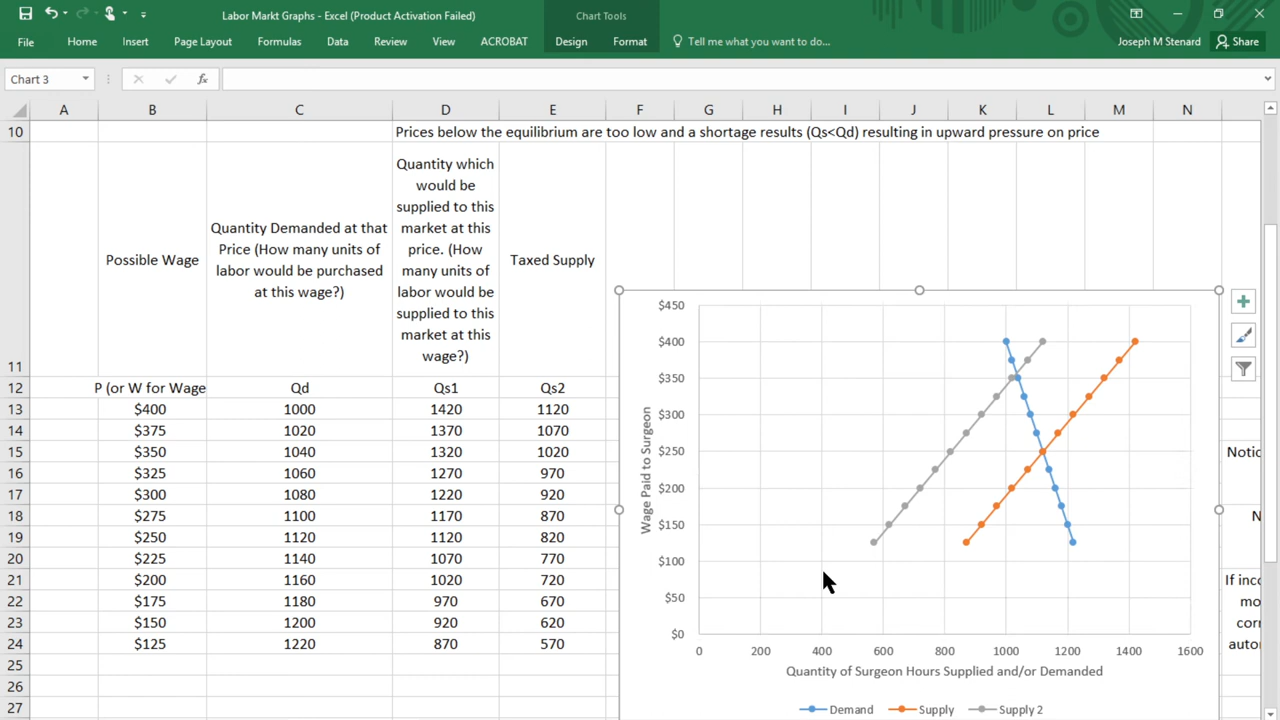 Labor Markt Graphs - Excel (Product Activation Failed)
Chart Tools
File Home Insert Page Layout Formulas Data Review View ACROBAT Design Format Tell me what you want to do... Joseph M Stenard Share
Chart 3 fx
A B C D E F G H I J K L M N
10 Prices below the equilibrium are too low and a shortage results (Qs<Qd) resulting in upward pressure on price
11
Possible Wage
Quantity Demanded at that
Price (How many units of
labor would be purchased
at this wage?)
Quantity which
would be
supplied to this
market at this
price. (How
many units of
labor would be
supplied to this
market at this
wage?)
Taxed Supply
12 P (or W for Wage Qd Qs1 Qs2
13 $400 1000 1420 1120
14 $375 1020 1370 1070
15 $350 1040 1320 1020
16 $325 1060 1270 970
17 $300 1080 1220 920
18 $275 1100 1170 870
19 $250 1120 1120 820
20 $225 1140 1070 770
21 $200 1160 1020 720
22 $175 1180 970 670
23 $150 1200 920 620
24 $125 1220 870 570
25
26
27
Wage Paid to Surgeon
$450
$400
$350
$300
$250
$200
$150
$100
$50
$0
0 200 400 600 800 1000 1200 1400 1600
Quantity of Surgeon Hours Supplied and/or Demanded
Demand Supply Supply 2
Notic
N
If inco
mo
corr
autor